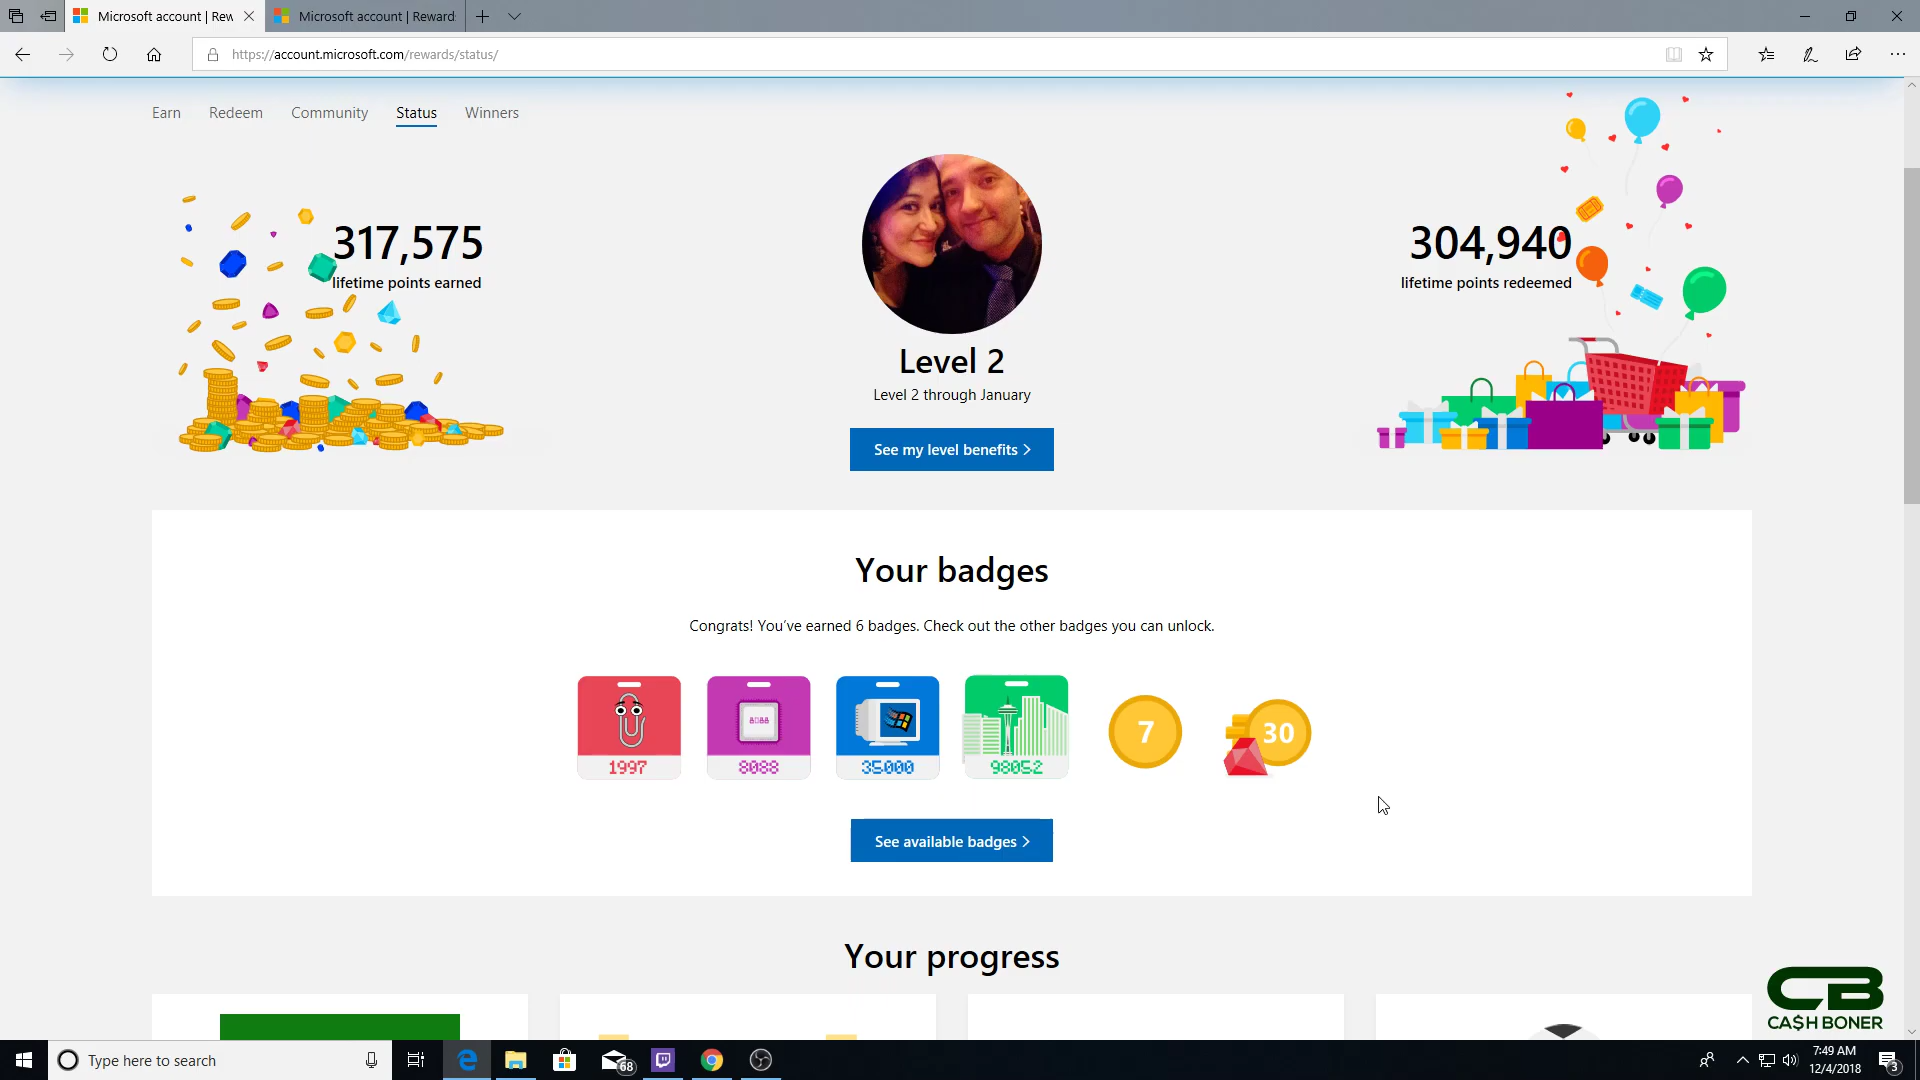 Microsoft account | Rew
Microsoft account | Rewards
https://account.microsoft.com/rewards/status/
Earn
Redeem
Community
Status
Winners
317,575
lifetime points earned
304,940
lifetime points redeemed
Level 2
Level 2 through January
See my level benefits >
Your badges
Congrats! You've earned 6 badges. Check out the other badges you can unlock.
8088
1997
8088
35000
98052
7
30
See available badges >
Your progress
CB
CA$H BONER
Type here to search
68
7:49 AM
12/4/2018
3